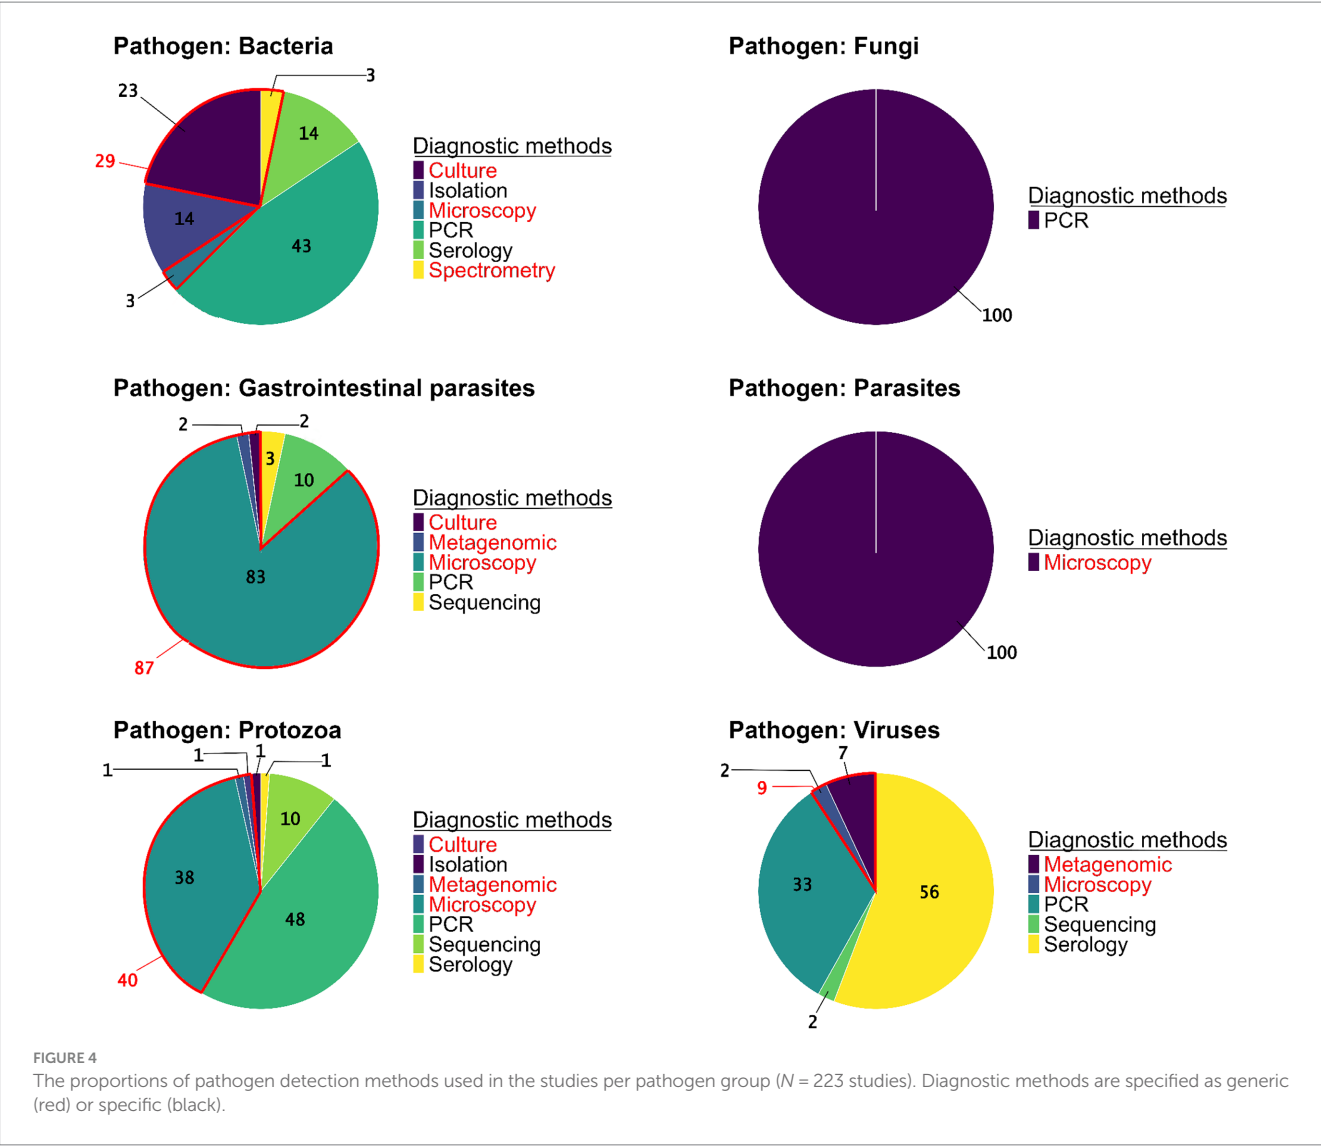 Pathogen: Bacteria
3
23
14
29
14
43
3
Diagnostic methods
Culture
Isolation
Microscopy
PCR
Serology
Spectrometry
Pathogen: Fungi
100
Diagnostic methods
PCR
Pathogen: Gastrointestinal parasites
2
2
3
10
83
87
Diagnostic methods
Culture
Metagenomic
Microscopy
PCR
Sequencing
Pathogen: Parasites
100
Diagnostic methods
Microscopy
Pathogen: Protozoa
1
1
1
1
10
38
48
40
Diagnostic methods
Culture
Isolation
Metagenomic
Microscopy
PCR
Sequencing
Serology
Pathogen: Viruses
7
2
9
33
56
2
Diagnostic methods
Metagenomic
Microscopy
PCR
Sequencing
Serology
FIGURE 4
The proportions of pathogen detection methods used in the studies per pathogen group (N = 223 studies). Diagnostic methods are specified as generic
(red) or specific (black).